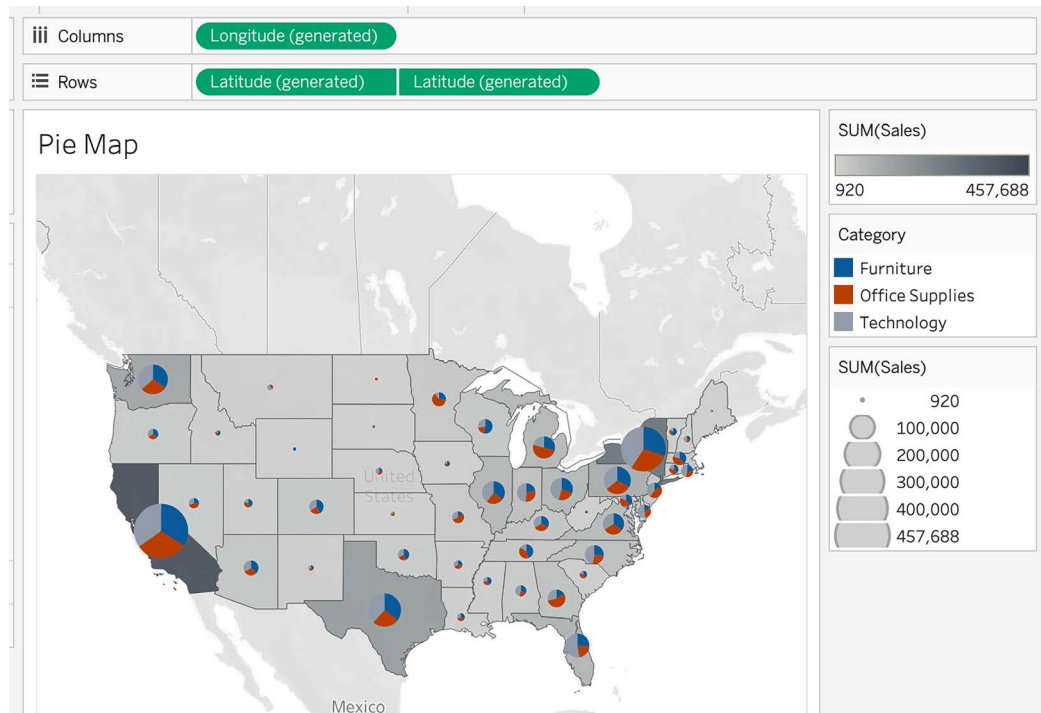 Columns
Longitude (generated)
Rows
Latitude (generated)
Latitude (generated)
Pie Map
United
States
Mexico
SUM(Sales)
920
457,688
Category
Furniture
Office Supplies
Technology
SUM(Sales)
920
100,000
200,000
300,000
400,000
457,688